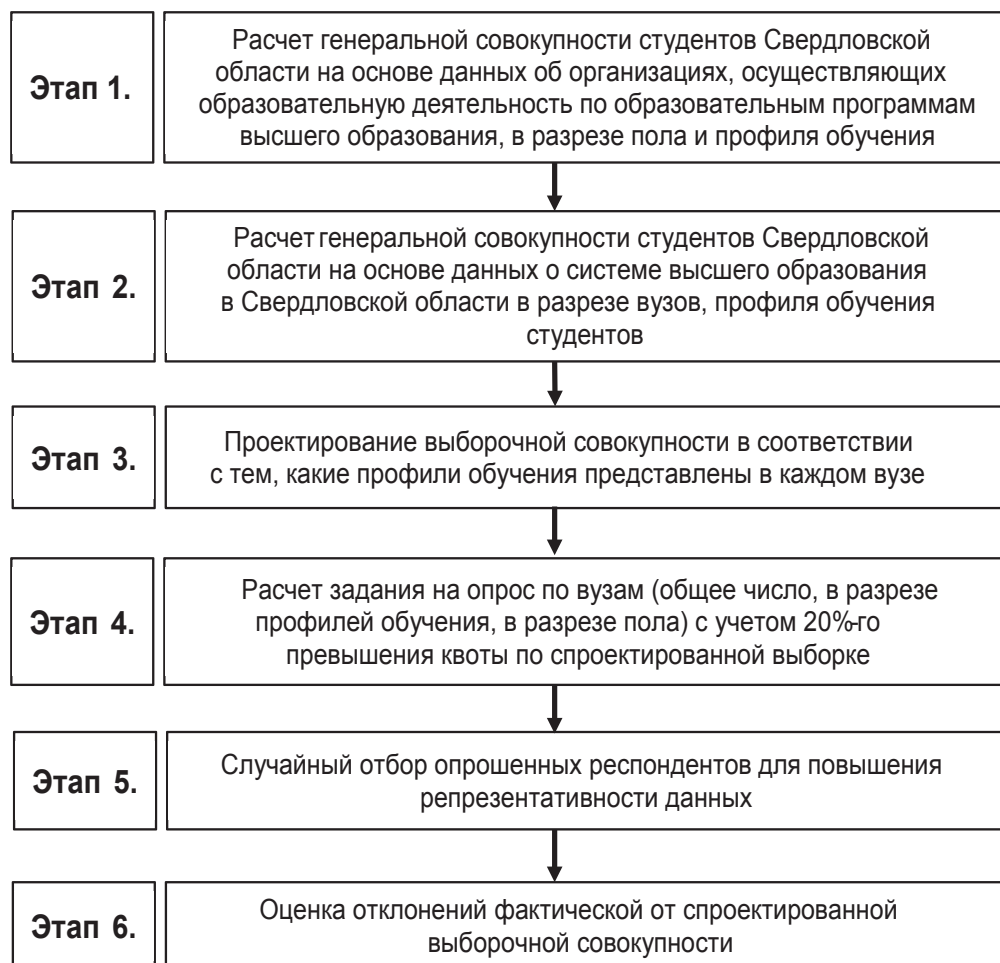 Этап 1.
Расчет генеральной совокупности студентов Свердловской
области на основе данных об организациях, осуществляющих
образовательную деятельность по образовательным программам
высшего образования, в разрезе пола и профиля обучения
Этап 2.
Расчет генеральной совокупности студентов Свердловской
области на основе данных о системе высшего образования
в Свердловской области в разрезе вузов, профиля обучения
студентов
Этап 3.
Проектирование выборочной совокупности в соответствии
с тем, какие профили обучения представлены в каждом вузе
Этап 4.
Расчет задания на опрос по вузам (общее число, в разрезе
профилей обучения, в разрезе пола) с учетом 20%-го
превышения квоты по спроектированной выборке
Этап 5.
Случайный отбор опрошенных респондентов для повышения
репрезентативности данных
Этап 6.
Оценка отклонений фактической от спроектированной
выборочной совокупности